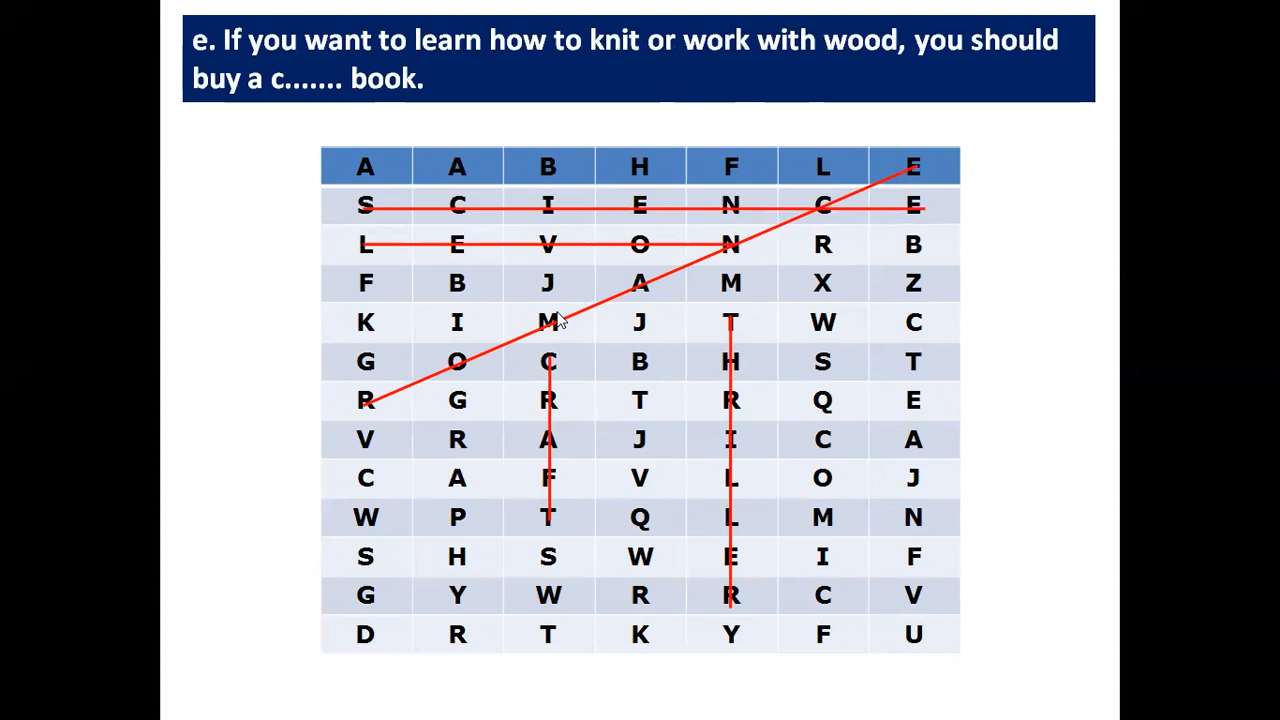 e. If you want to learn how to knit or work with wood, you should
buy a c....... book.
A A B H F L E
S C I E N C E
L E V O N R B
F B J A M X Z
K I M J T W C
G O C B H S T
R G R T R Q E
V R A J I C A
C A F V L O J
W P T Q L M N
S H S W E I F
G Y W R R C V
D R T K Y F U